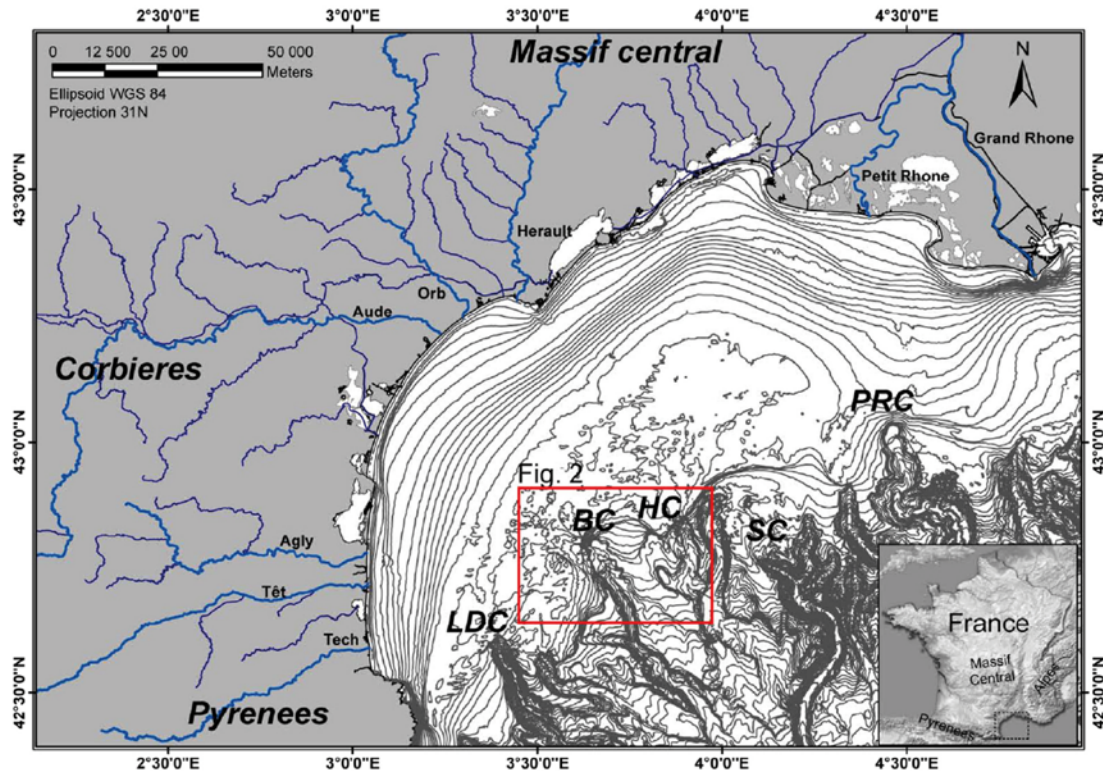 2°30'0"E
3°0'0"E
3°30'0"E
4°0'0"E
4°30'0"E
0 12 500 25 00 50 000
Meters
Ellipsoid WGS 84
Projection 31N
Massif central
N
Grand Rhone
Petit Rhone
43°30'0"N
43°30'0"N
Herault
Orb
Aude
Corbieres
PRC
43°0'0"N
43°0'0"N
Fig. 2
BC
HC
SC
Agly
Têt
LDC
Tech
France
Massif
Central
Alpes
Pyrenees
42°30'0"N
42°30'0"N
Pyrenees
2°30'0"E
3°0'0"E
3°30'0"E
4°0'0"E
4°30'0"E